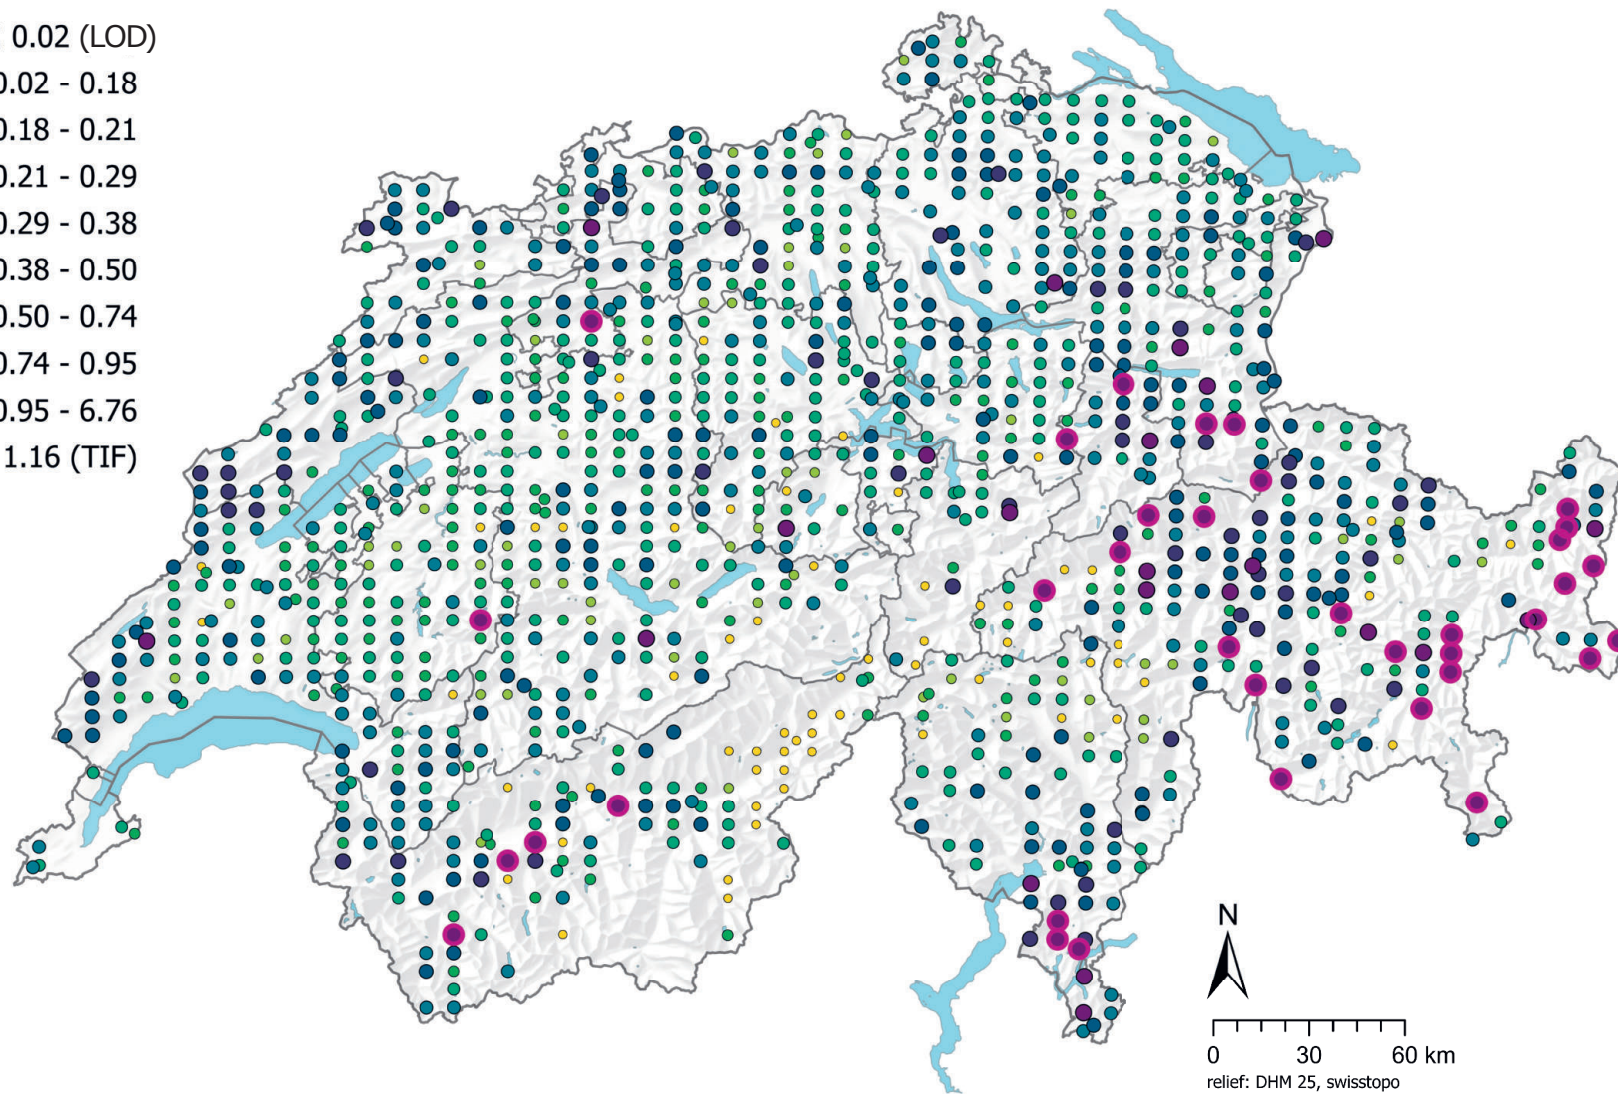 0.02 (LOD)
0.02 - 0.18
0.18 - 0.21
0.21 - 0.29
0.29 - 0.38
0.38 - 0.50
0.50 - 0.74
0.74 - 0.95
0.95 - 6.76
1.16 (TIF)
N
0 30 60 km
relief: DHM 25, swisstopo